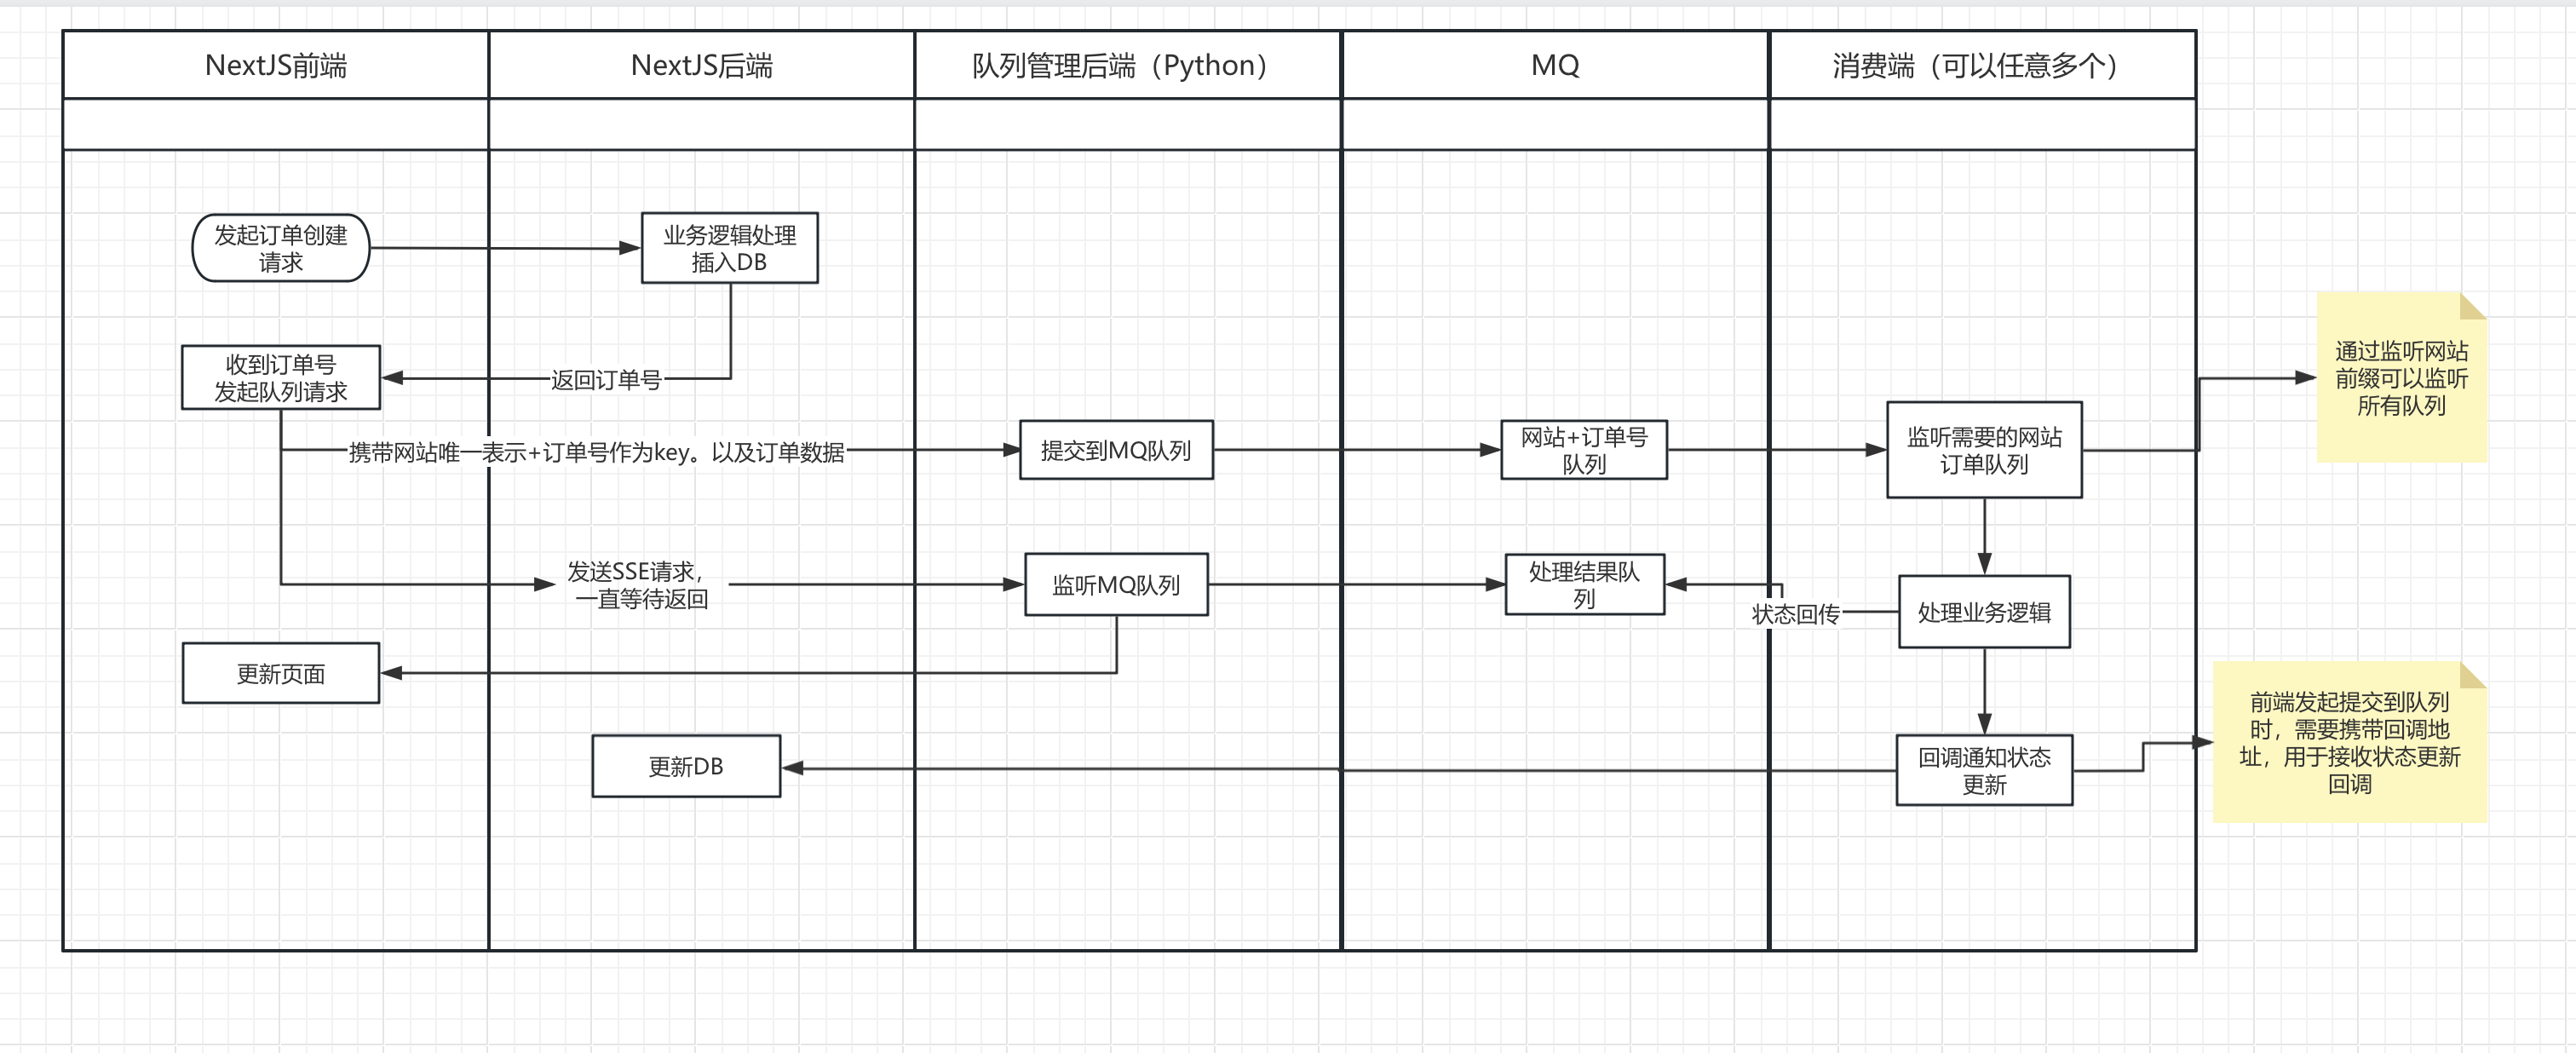 NextJS前端
NextJS后端
队列管理后端（Python）
MQ
消费端（可以任意多个）
发起订单创建
请求
业务逻辑处理
插入DB
收到订单号
发起队列请求
返回订单号
通过监听网站
前缀可以监听
所有队列
携带网站唯一表示+订单号作为key。以及订单数据
提交到MQ队列
网站+订单号
队列
监听需要的网站
订单队列
发送SSE请求，
一直等待返回
监听MQ队列
处理结果队
列
状态回传
处理业务逻辑
更新页面
更新DB
回调通知状态
更新
前端发起提交到队列
时，需要携带回调地
址，用于接收状态更新
回调